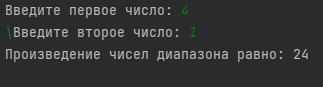 Введите первое число: 4
\Введите второе число: 1
Произведение чисел диапазона равно: 24